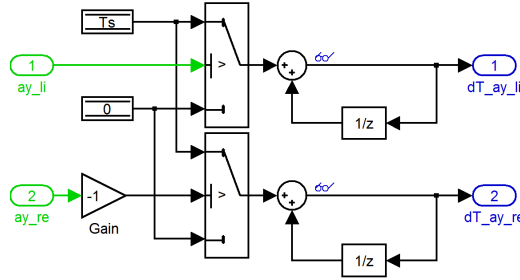 Ts
1
>
1
ay_li
dT_ay_li
0
1/z
2
-1
>
2
ay_re
dT_ay_re
Gain
1/z